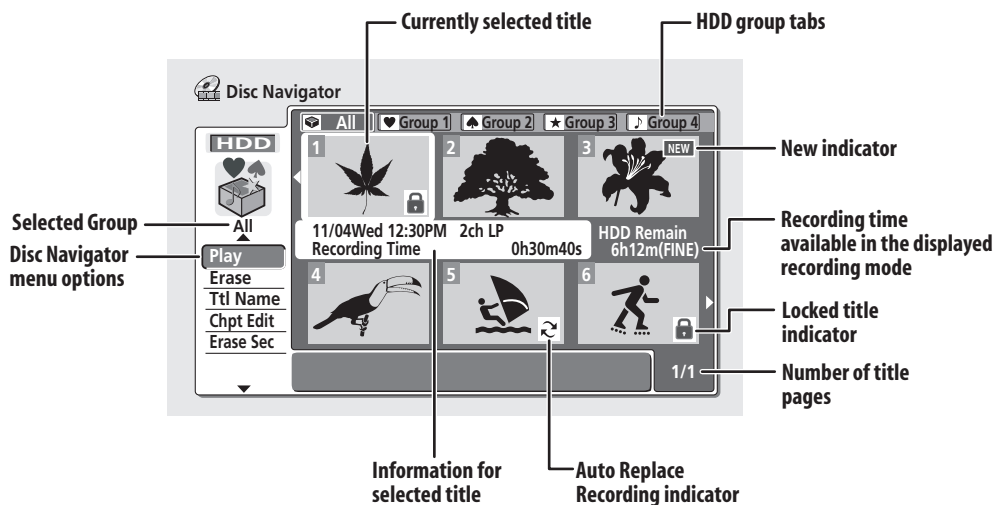 Currently selected title
HDD group tabs
Disc Navigator
All Group 1 Group 2 Group 3 Group 4
HDD
1 2 3 NEW
New indicator
Selected Group
All
11/04Wed 12:30PM 2ch LP
Recording Time 0h30m40s
HDD Remain
6h12m(FINE)
Recording time
available in the displayed
recording mode
Disc Navigator
menu options
Play
Erase
Ttl Name
Chpt Edit
Erase Sec
4 5 6
Locked title
indicator
1/1
Number of title
pages
Information for
selected title
Auto Replace
Recording indicator